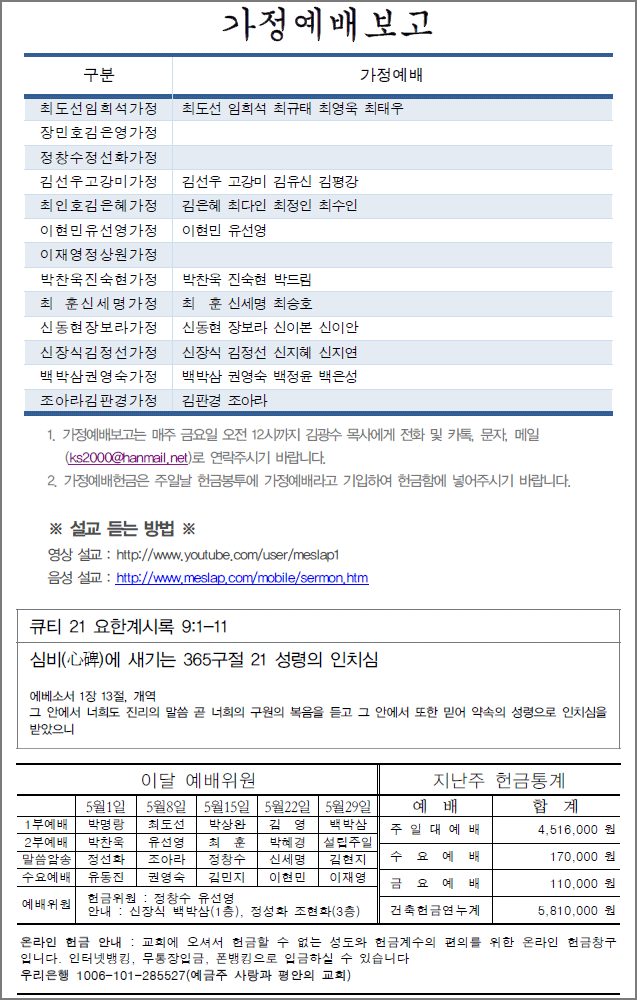 가정예배보고
구분 가정예배
최도선임희석가정 최도선 임희석 최규태 최영욱 최태우
장민호김은영가정
정창수정선화가정
김선우고강미가정 김선우 고강미 김유신 김평강
최인호김은혜가정 김은혜 최다인 최정인 최수인
이현민유선영가정 이현민 유선영
이재영정상원가정
박찬욱진숙현가정 박찬욱 진숙현 박드림
최 훈신세명가정 최 훈 신세명 최승호
신동현장보라가정 신동현 장보라 신이본 신이안
신장식김정선가정 신장식 김정선 신지혜 신지연
백박삼권영숙가정 백박삼 권영숙 백정윤 백은성
조아라김판경가정 김판경 조아라
1. 가정예배보고는 매주 금요일 오전 12시까지 김광수 목사에게 전화 및 카톡, 문자, 메일
(ks2000@hanmail.net)로 연락주시기 바랍니다.
2. 가정예배헌금은 주일날 헌금봉투에 가정예배라고 기입하여 헌금함에 넣어주시기 바랍니다.
※ 설교 듣는 방법 ※
영상 설교 : http://www.youtube.com/user/meslap1
음성 설교 : http://www.meslap.com/mobile/sermon.htm
큐티 21 요한계시록 9:1-11
심비(心碑)에 새기는 365구절 21 성령의 인치심
에베소서 1장 13절, 개역
그 안에서 너희도 진리의 말씀 곧 너희의 구원의 복음을 듣고 그 안에서 또한 믿어 약속의 성령으로 인치심을
받았으니
이달 예배위원
5월1일 5월8일 5월15일 5월22일 5월29일
1부예배 박명랑 최도선 박상완 김 영 백박삼
2부예배 박찬욱 유선영 최 훈 박혜경 설립주일
말씀암송 정선화 조아라 정창수 신세명 김현지
수요예배 유동진 권영숙 김민지 이현민 이재영
예배위원 헌금위원 : 정창수 유선영
안내 : 신장식 백박삼(1층), 정성화 조현화(3층)
지난주 헌금통계
예 배 합 계
주 일 대 예 배 4,516,000 원
수 요 예 배 170,000 원
금 요 예 배 110,000 원
건축헌금연누계 5,810,000 원
온라인 헌금 안내 : 교회에 오셔서 헌금할 수 없는 성도와 헌금계수의 편의를 위한 온라인 헌금창구
입니다. 인터넷뱅킹, 무통장입금, 폰뱅킹으로 입금하실 수 있습니다
우리은행 1006-101-285527(예금주 사랑과 평안의 교회)